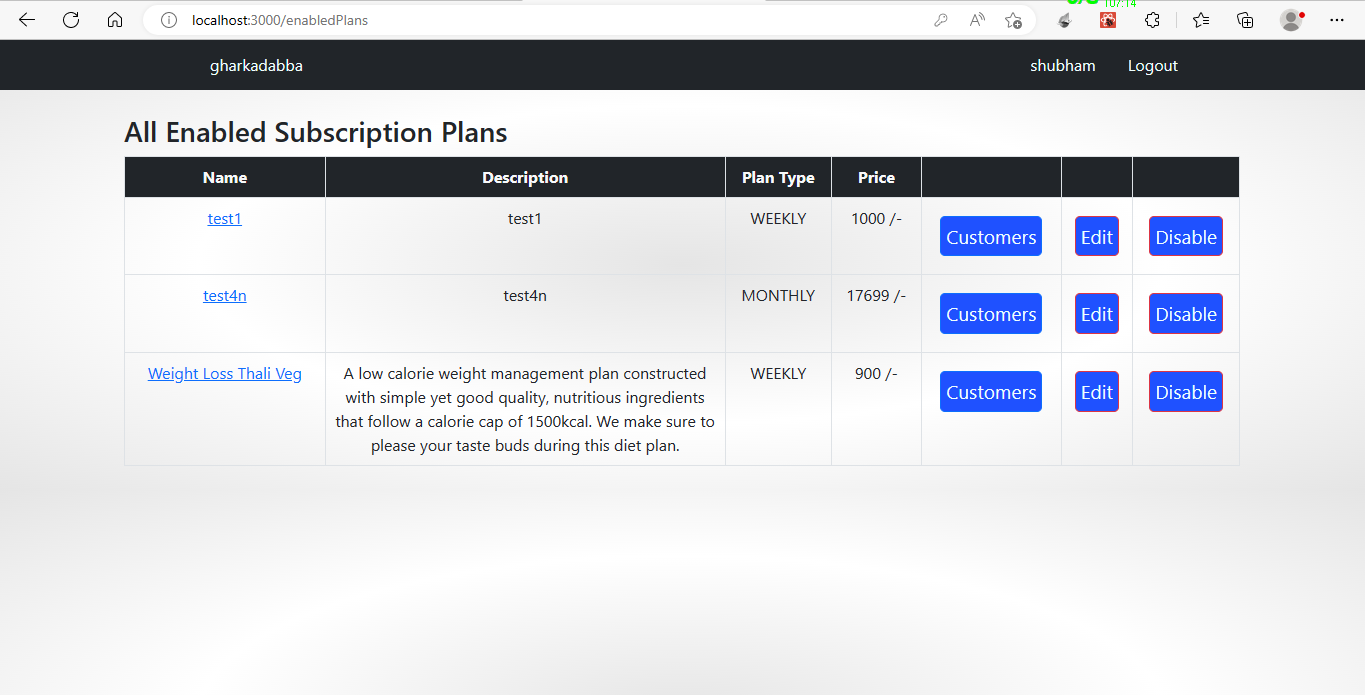 localhost:3000/enabledPlans
107:14
gharkadabba shubham Logout
All Enabled Subscription Plans
Name Description Plan Type Price
test1 test1 WEEKLY 1000 /- Customers Edit Disable
test4n test4n MONTHLY 17699 /- Customers Edit Disable
Weight Loss Thali Veg A low calorie weight management plan constructed WEEKLY 900 /- Customers Edit Disable
with simple yet good quality, nutritious ingredients
that follow a calorie cap of 1500kcal. We make sure to
please your taste buds during this diet plan.